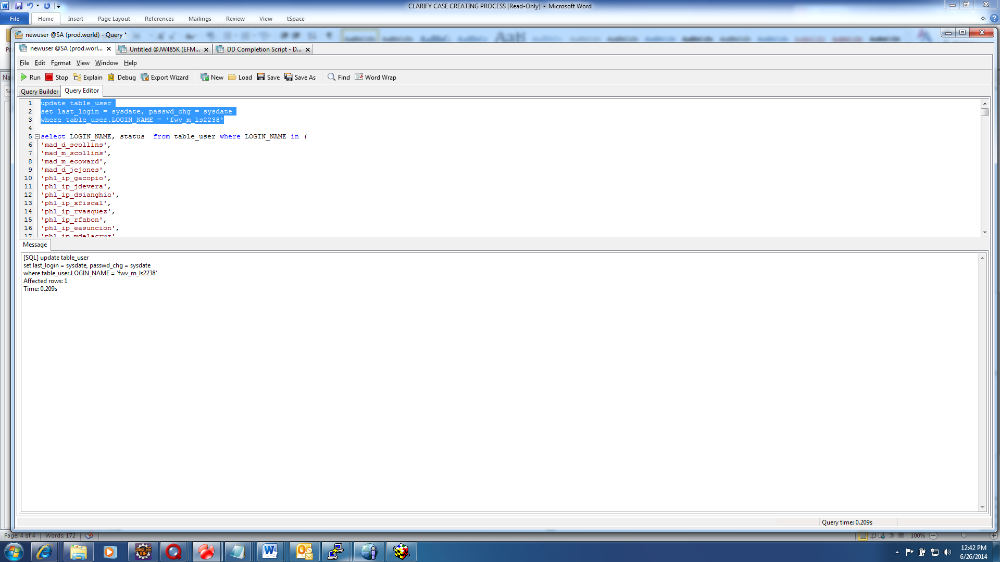 CLARIFY CASE CREATING PROCESS [Read-Only] - Microsoft Word
File Home Insert Page Layout References Mailings Review View tSpace
newuser @SA (prod.world) - Query *
newuser @SA (prod.worl... Untitled @JW485K (EFM... DD Completion Script - D...
File Edit Format View Window Help
Run Stop Explain Debug Export Wizard New Load Save Save As Find Word Wrap
Query Builder Query Editor
1 update table_user
2 set last_login = sysdate, passwd_chg = sysdate
3 where table_user.LOGIN_NAME = 'fwv_m_ls2238'
4
5 select LOGIN_NAME, status from table_user where LOGIN_NAME in (
6 'mad_d_scollins',
7 'mad_m_scollins',
8 'mad_m_ecoward',
9 'mad_d_jejones',
10 'phl_ip_gacopio',
11 'phl_ip_jdevera',
12 'phl_ip_dsianghio',
13 'phl_ip_xfiscal',
14 'phl_ip_rvasquez',
15 'phl_ip_rfabon',
16 'phl_ip_easuncion',
17 'phl_ip_mdelacruz'
Message
[SQL] update table_user
set last_login = sysdate, passwd_chg = sysdate
where table_user.LOGIN_NAME = 'fwv_m_ls2238'
Affected rows: 1
Time: 0.209s
Query time: 0.209s
Page: 4 of 4 Words: 172 100%
12:42 PM
6/26/2014